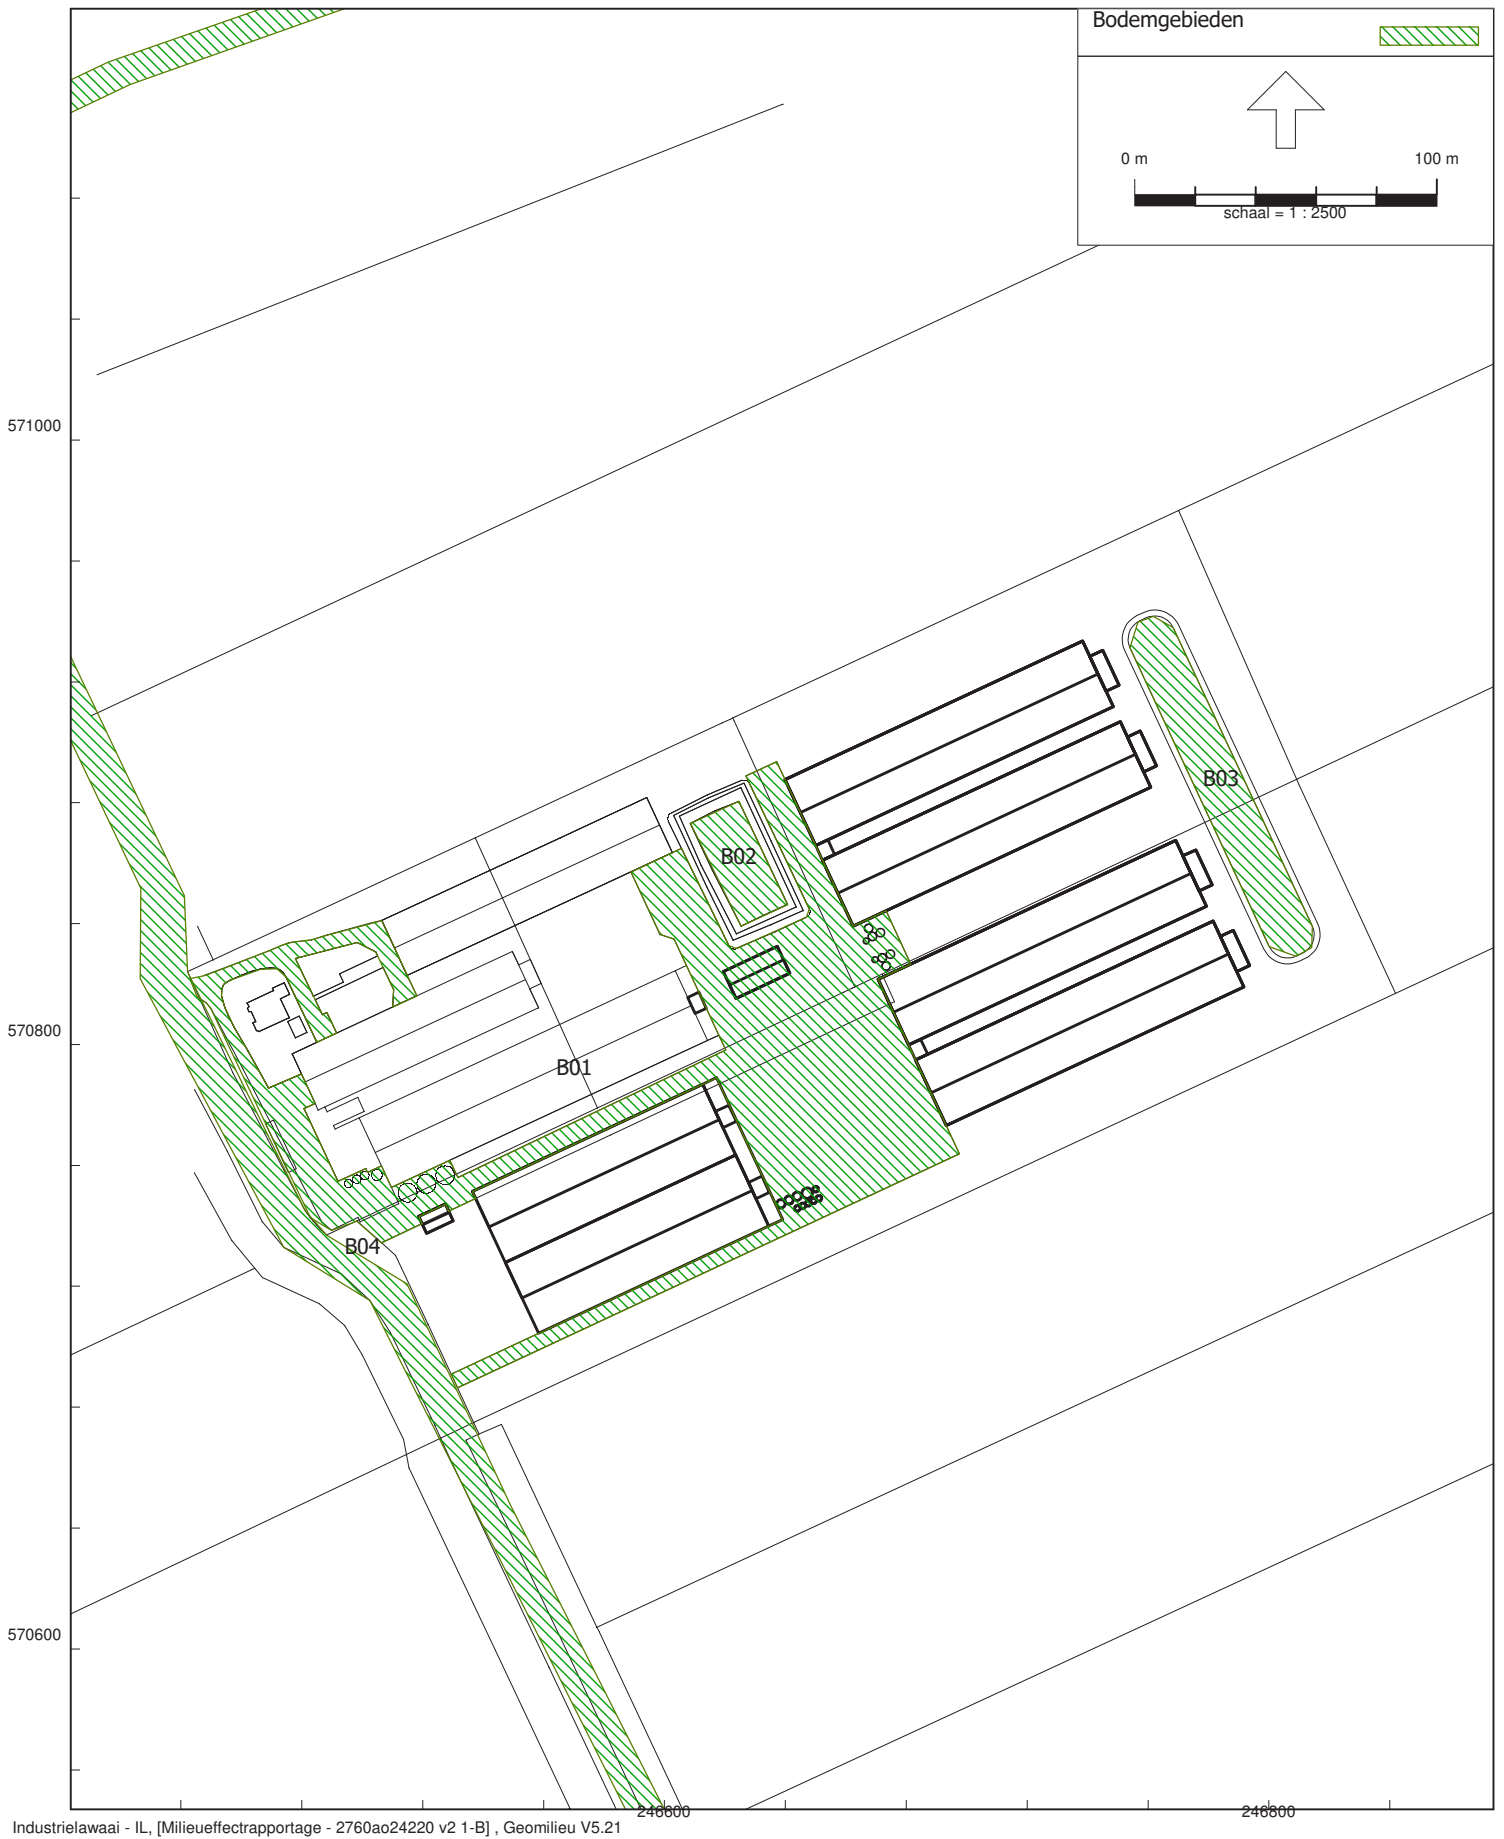 Bodemgebieden
0 m 100 m
schaal = 1 : 2500
571000
B03
B02
570800
B01
B04
570600
246600 246800
Industrielawaai - IL, [Milieueffectrapportage - 2760ao24220 v2 1-B] , Geomilieu V5.21